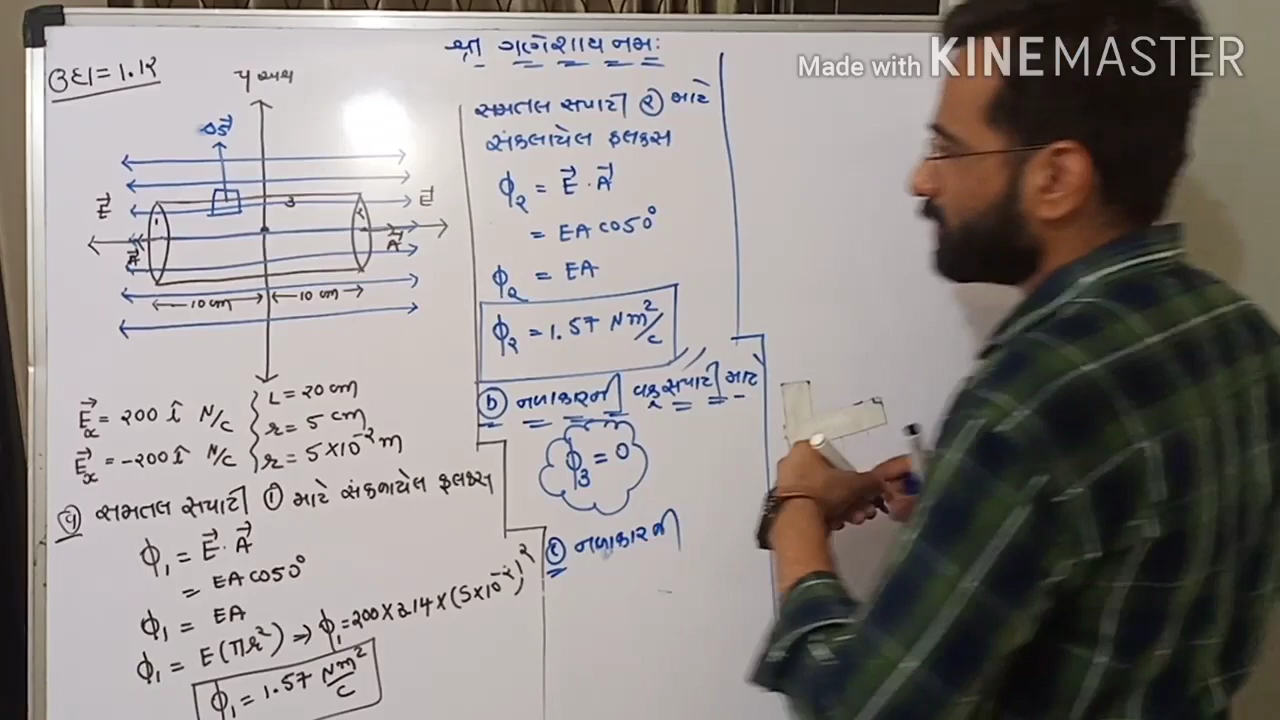 Made with KINEMASTER
શ્રી ગણેશાય નમઃ
ઉદા = 1.12
y અક્ષ
Δs⃗
E⃗
E⃗
1
3
2
A⃗
A⃗
10 cm
10 cm
E⃗x = 200 î N/C
E⃗x = -200 î N/C
L = 20 cm
r = 5 cm
r = 5×10⁻² m
સમતલ સપાટી ① માટે સંકળાયેલ ફલક્સ
ϕ₁ = E⃗ · A⃗
= EA cos0°
ϕ₁ = EA
ϕ₁ = E(πr²) ⇒ ϕ₁ = 200 × 3.14 × (5×10⁻²)²
ϕ₁ = 1.57 Nm²/C
સમતલ સપાટી ② માટે
સંકલાયેલ ફલક્સ
ϕ₂ = E⃗ · A⃗
= EA cos0°
ϕ₂ = EA
ϕ₂ = 1.57 Nm²/C
ⓑ નળાકારની વક્ર સપાટી માટે
ϕ₃ = 0
ⓒ નળાકારની